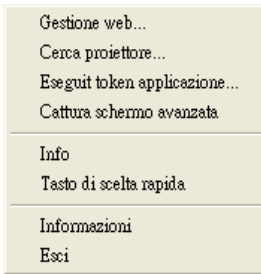 Gestione web...
Cerca proiettore...
Eseguit token applicazione...
Cattura schermo avanzata
Info
Tasto di scelta rapida
Informazioni
Esci